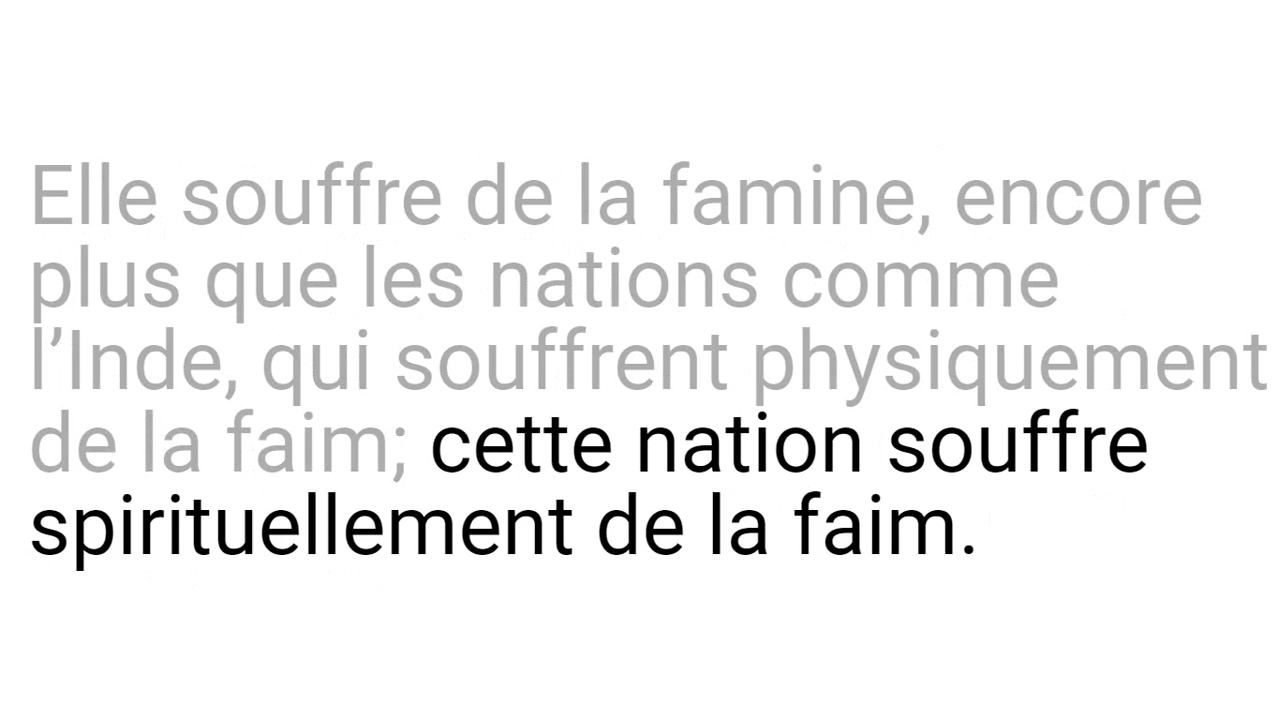 Elle souffre de la famine, encore
plus que les nations comme
l’Inde, qui souffrent physiquement
de la faim; cette nation souffre
spirituellement de la faim.